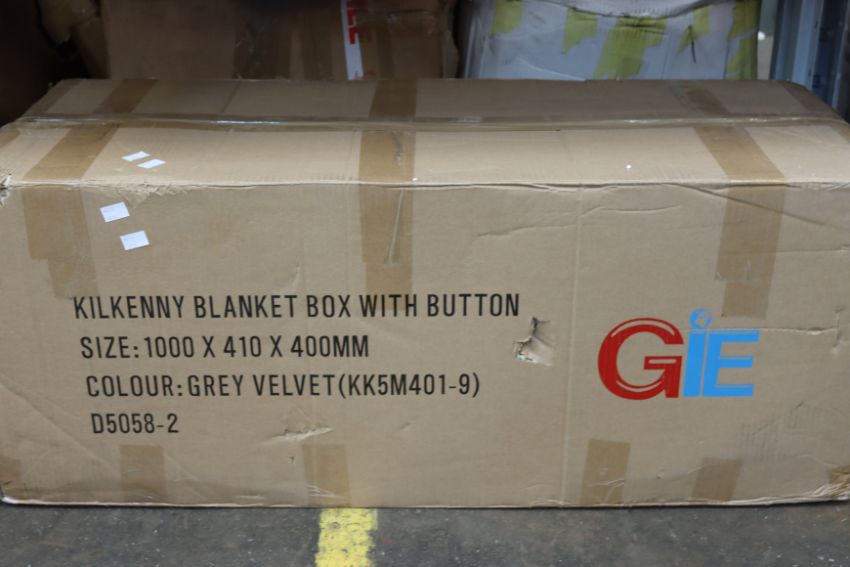 KILKENNY BLANKET BOX WITH BUTTON
SIZE: 1000 X 410 X 400MM
COLOUR: GREY VELVET(KK5M401-9)
D5058-2
GiE